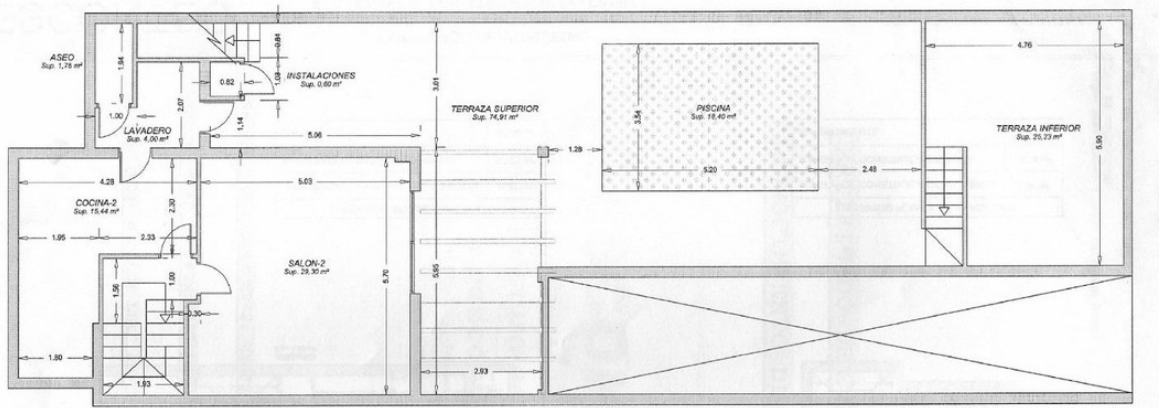 ASEO
Sup. 1,78 m²
1.94
1.00
LAVADERO
Sup. 4,00 m²
2.07
0.84
1.03
0.82
INSTALACIONES
Sup. 0,60 m²
1.14
5.06
3.01
TERRAZA SUPERIOR
Sup. 74,91 m²
1.28
3.54
PISCINA
Sup. 18,40 m²
5.20
2.48
4.76
TERRAZA INFERIOR
Sup. 25,23 m²
5.90
4.28
COCINA-2
Sup. 15,44 m²
2.30
1.95
2.33
5.03
SALON-2
Sup. 29,30 m²
5.70
5.95
1.56
1.00
0.30
1.80
1.93
2.93